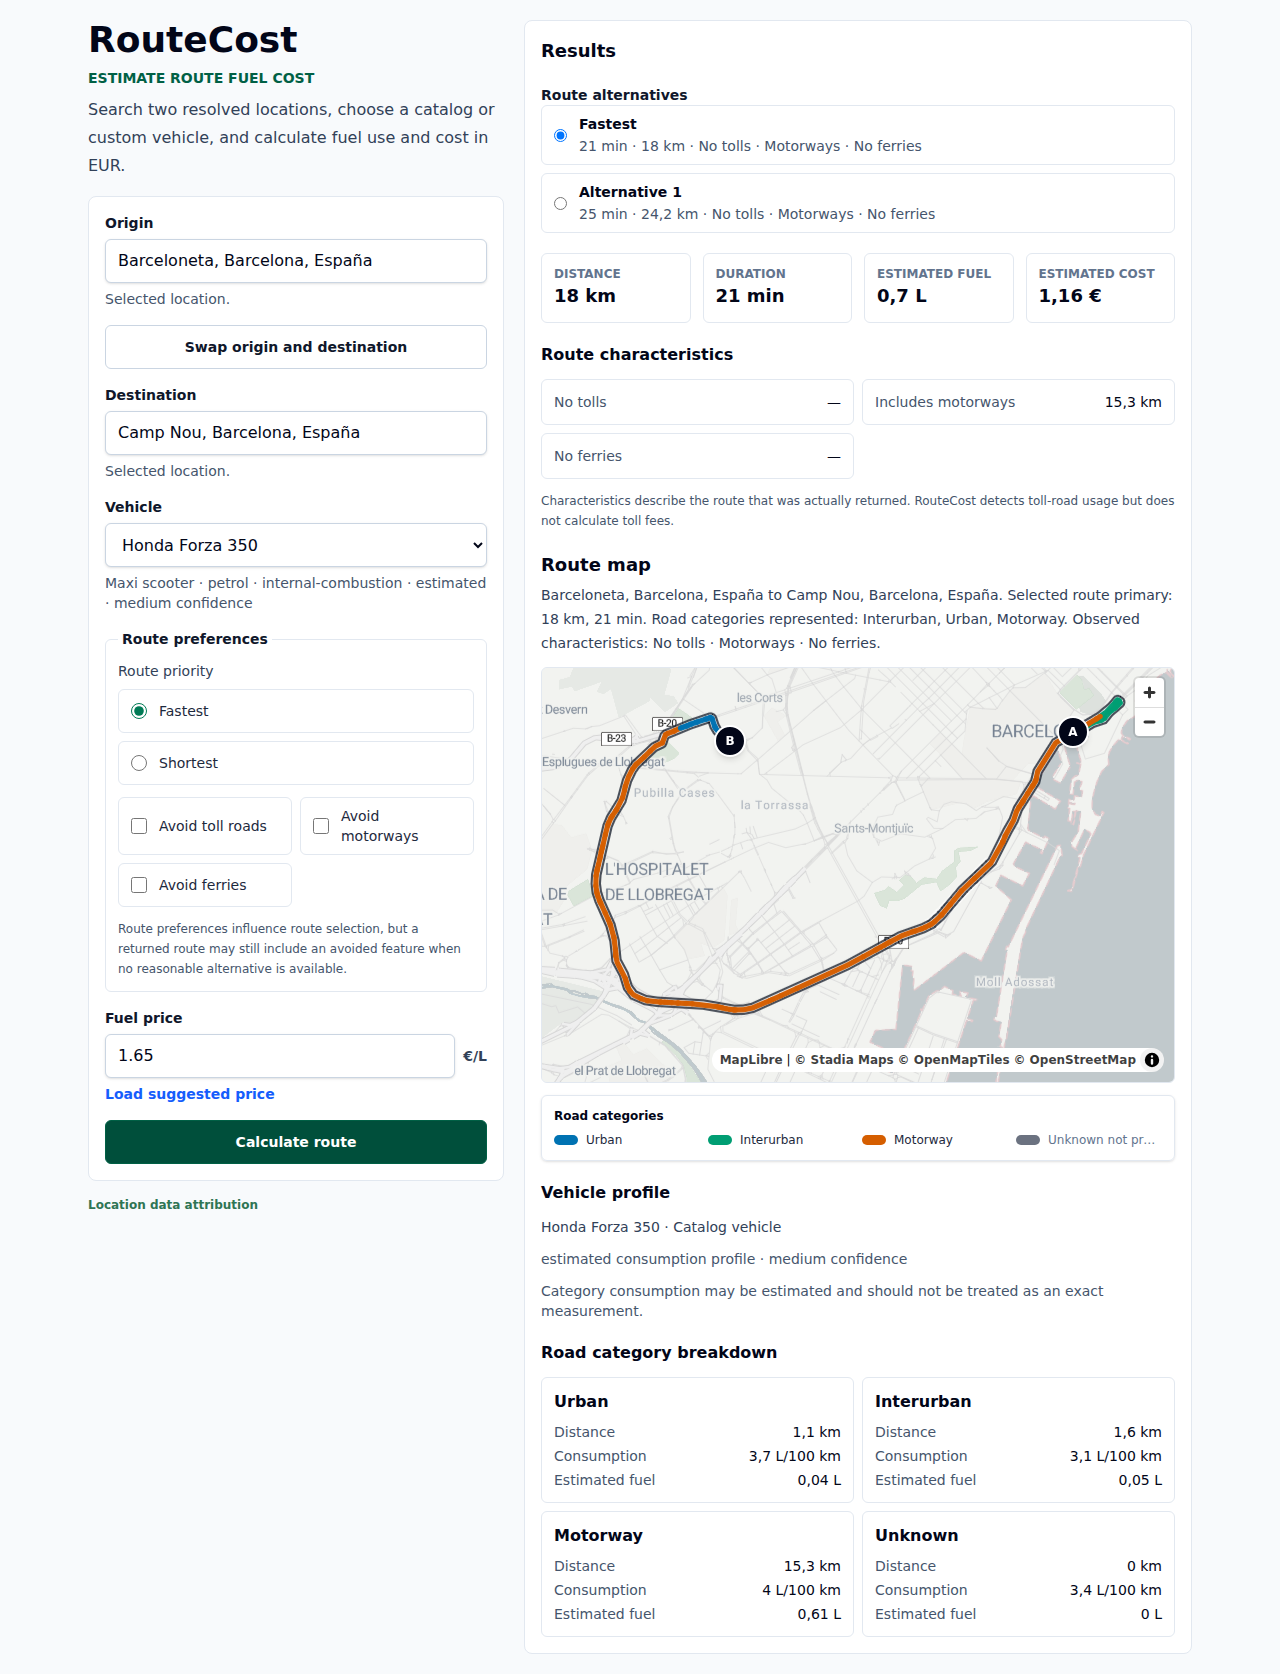 RouteCost
ESTIMATE ROUTE FUEL COST
Search two resolved locations, choose a catalog or
custom vehicle, and calculate fuel use and cost in
EUR.
Origin
Barceloneta, Barcelona, España
Selected location.
Swap origin and destination
Destination
Camp Nou, Barcelona, España
Selected location.
Vehicle
Honda Forza 350
Maxi scooter · petrol · internal-combustion · estimated
· medium confidence
Route preferences
Route priority
Fastest
Shortest
Avoid toll roads
Avoid
motorways
Avoid ferries
Route preferences influence route selection, but a
returned route may still include an avoided feature when
no reasonable alternative is available.
Fuel price
1.65
€/L
Load suggested price
Calculate route
Location data attribution
Results
Route alternatives
Fastest
21 min · 18 km · No tolls · Motorways · No ferries
Alternative 1
25 min · 24,2 km · No tolls · Motorways · No ferries
DISTANCE
18 km
DURATION
21 min
ESTIMATED FUEL
0,7 L
ESTIMATED COST
1,16 €
Route characteristics
No tolls —
Includes motorways 15,3 km
No ferries —
Characteristics describe the route that was actually returned. RouteCost detects toll-road usage but does
not calculate toll fees.
Route map
Barceloneta, Barcelona, España to Camp Nou, Barcelona, España. Selected route primary:
18 km, 21 min. Road categories represented: Interurban, Urban, Motorway. Observed
characteristics: No tolls · Motorways · No ferries.
les Corts
Desvern
B-20
B-23
B
BARCEL
A
+
−
Esplugues de Llobregat
Pubilla Cases
la Torrassa
Sants-Montjuïc
L'HOSPITALET
DE LLOBREGAT
A DE
AT
Moll Adossat
el Prat de Llobregat
MapLibre | © Stadia Maps © OpenMapTiles © OpenStreetMap
Road categories
Urban
Interurban
Motorway
Unknown not pr...
Vehicle profile
Honda Forza 350 · Catalog vehicle
estimated consumption profile · medium confidence
Category consumption may be estimated and should not be treated as an exact
measurement.
Road category breakdown
Urban
Distance 1,1 km
Consumption 3,7 L/100 km
Estimated fuel 0,04 L
Interurban
Distance 1,6 km
Consumption 3,1 L/100 km
Estimated fuel 0,05 L
Motorway
Distance 15,3 km
Consumption 4 L/100 km
Estimated fuel 0,61 L
Unknown
Distance 0 km
Consumption 3,4 L/100 km
Estimated fuel 0 L